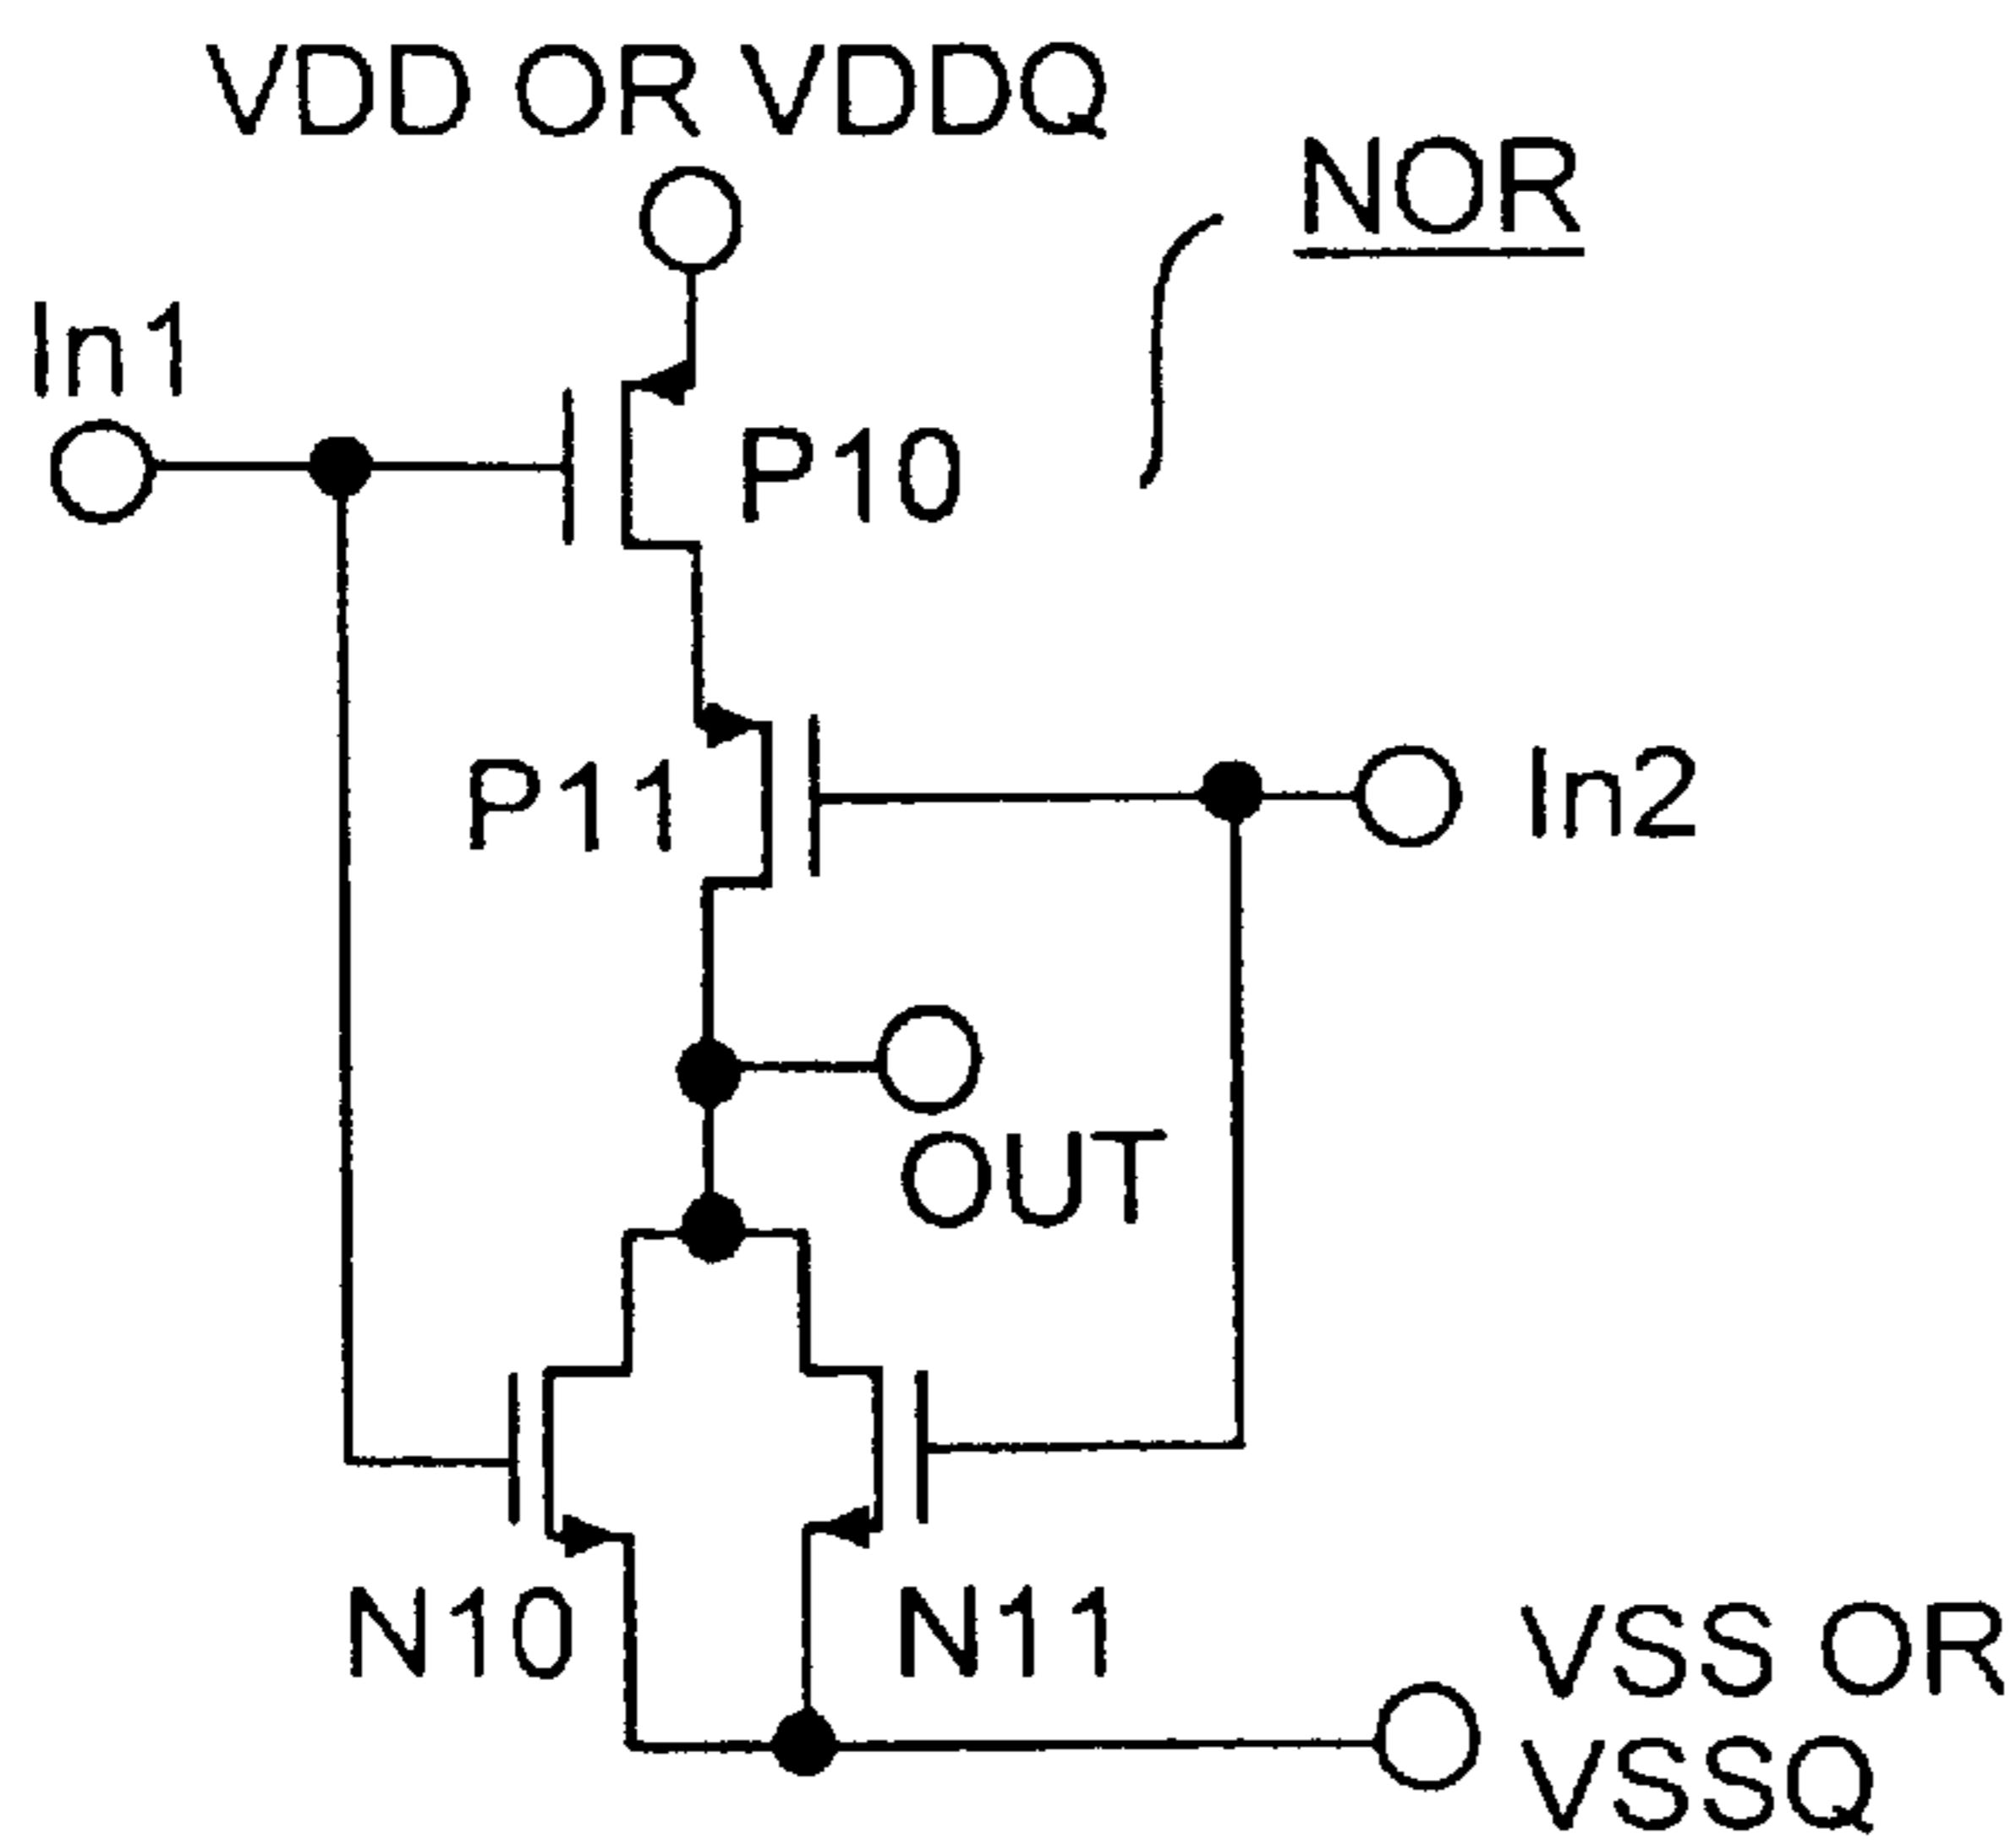 VDD OR VDDQ
NOR
In1
P10
P11
In2
OUT
N10
N11
VSS OR
VSSQ